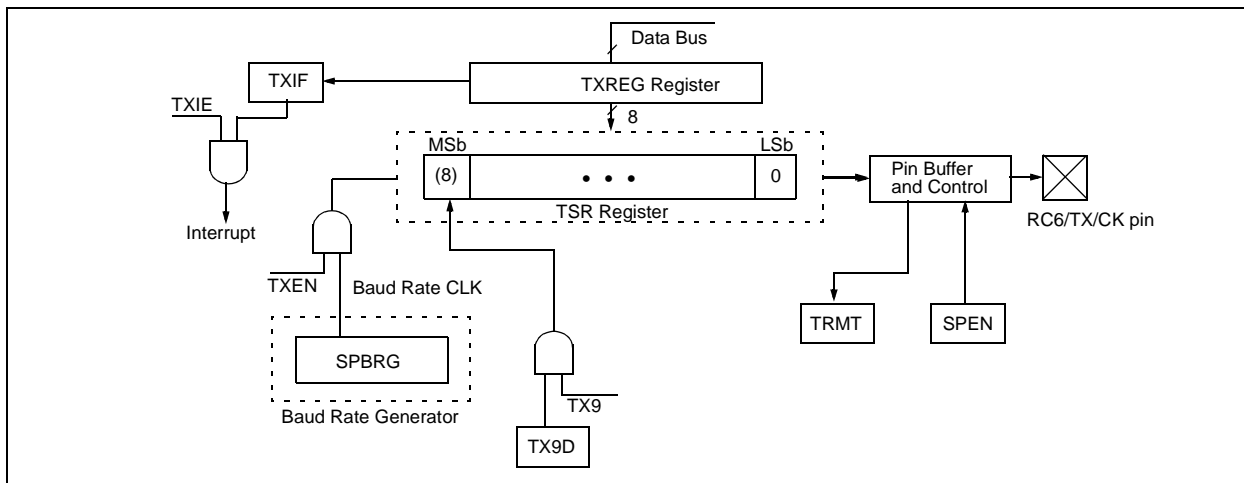 Data Bus
TXIF
TXREG Register
TXIE
8
MSb
LSb
(8)
• • •
0
Pin Buffer
and Control
TSR Register
Interrupt
RC6/TX/CK pin
TXEN
Baud Rate CLK
TRMT
SPEN
SPBRG
TX9
Baud Rate Generator
TX9D